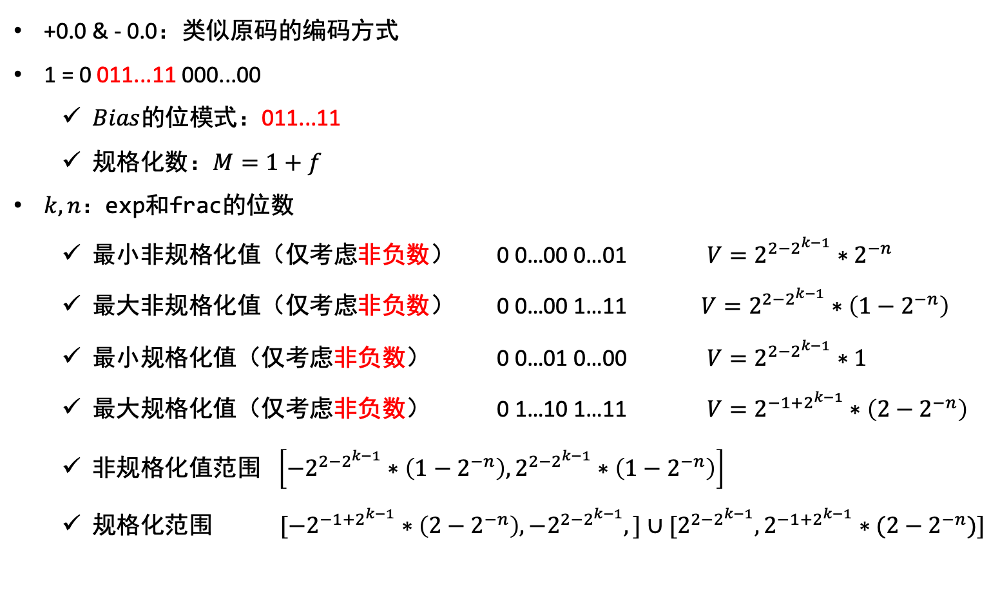 • +0.0 & - 0.0：类似原码的编码方式
• 1 = 0 011...11 000...00
✓ Bias的位模式：011...11
✓ 规格化数：M = 1 + f
• k, n：exp和frac的位数
✓ 最小非规格化值（仅考虑非负数） 0 0...00 0...01 V = 2^{2−2^{k−1}} ∗ 2^{−n}
✓ 最大非规格化值（仅考虑非负数） 0 0...00 1...11 V = 2^{2−2^{k−1}} ∗ (1 − 2^{−n})
✓ 最小规格化值（仅考虑非负数） 0 0...01 0...00 V = 2^{2−2^{k−1}} ∗ 1
✓ 最大规格化值（仅考虑非负数） 0 1...10 1...11 V = 2^{−1+2^{k−1}} ∗ (2 − 2^{−n})
✓ 非规格化值范围 [−2^{2−2^{k−1}} ∗ (1 − 2^{−n}), 2^{2−2^{k−1}} ∗ (1 − 2^{−n})]
✓ 规格化范围 [−2^{−1+2^{k−1}} ∗ (2 − 2^{−n}), −2^{2−2^{k−1}}, ] ∪ [2^{2−2^{k−1}}, 2^{−1+2^{k−1}} ∗ (2 − 2^{−n})]